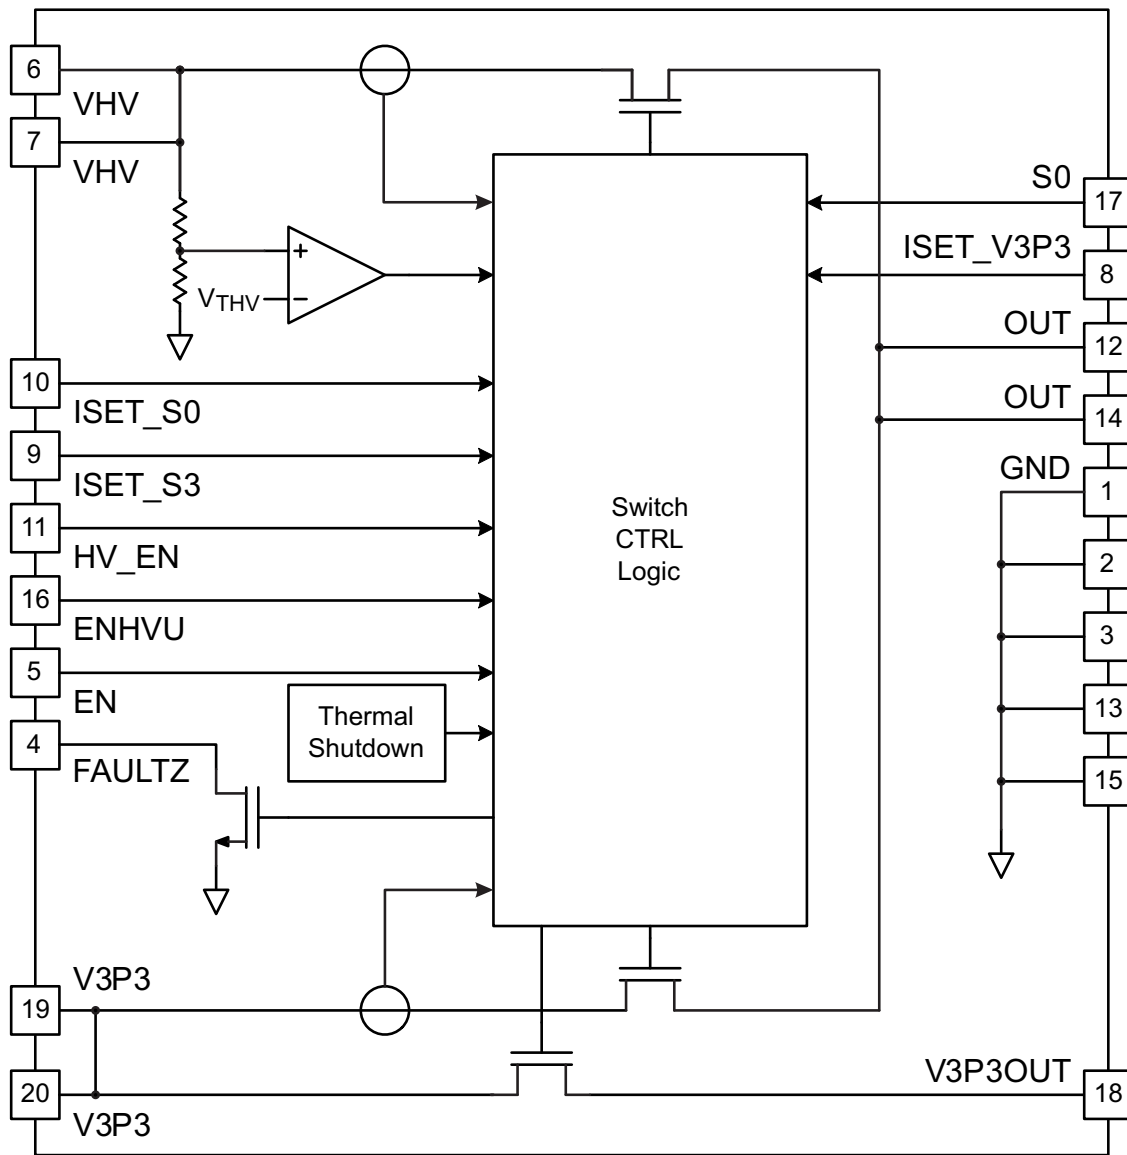 6
VHV
7
VHV
+
VTHV
−
10
ISET_S0
9
ISET_S3
11
HV_EN
16
ENHVU
5
EN
4
FAULTZ
Thermal
Shutdown
Switch
CTRL
Logic
S0
17
ISET_V3P3
8
OUT
12
OUT
14
GND
1
2
3
13
15
V3P3
19
20
V3P3
V3P3OUT
18